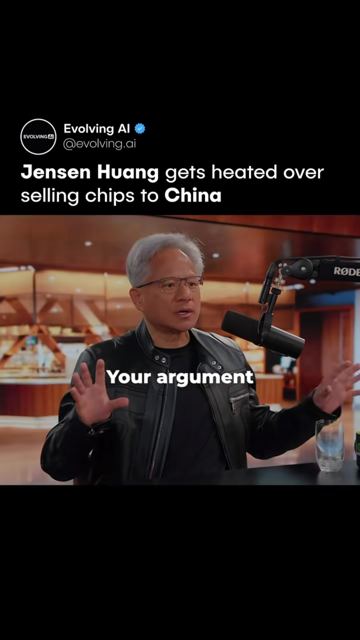 EVOLVING AI
Evolving AI
@evolving.ai
Jensen Huang gets heated over
selling chips to China
RØDE
Your argument